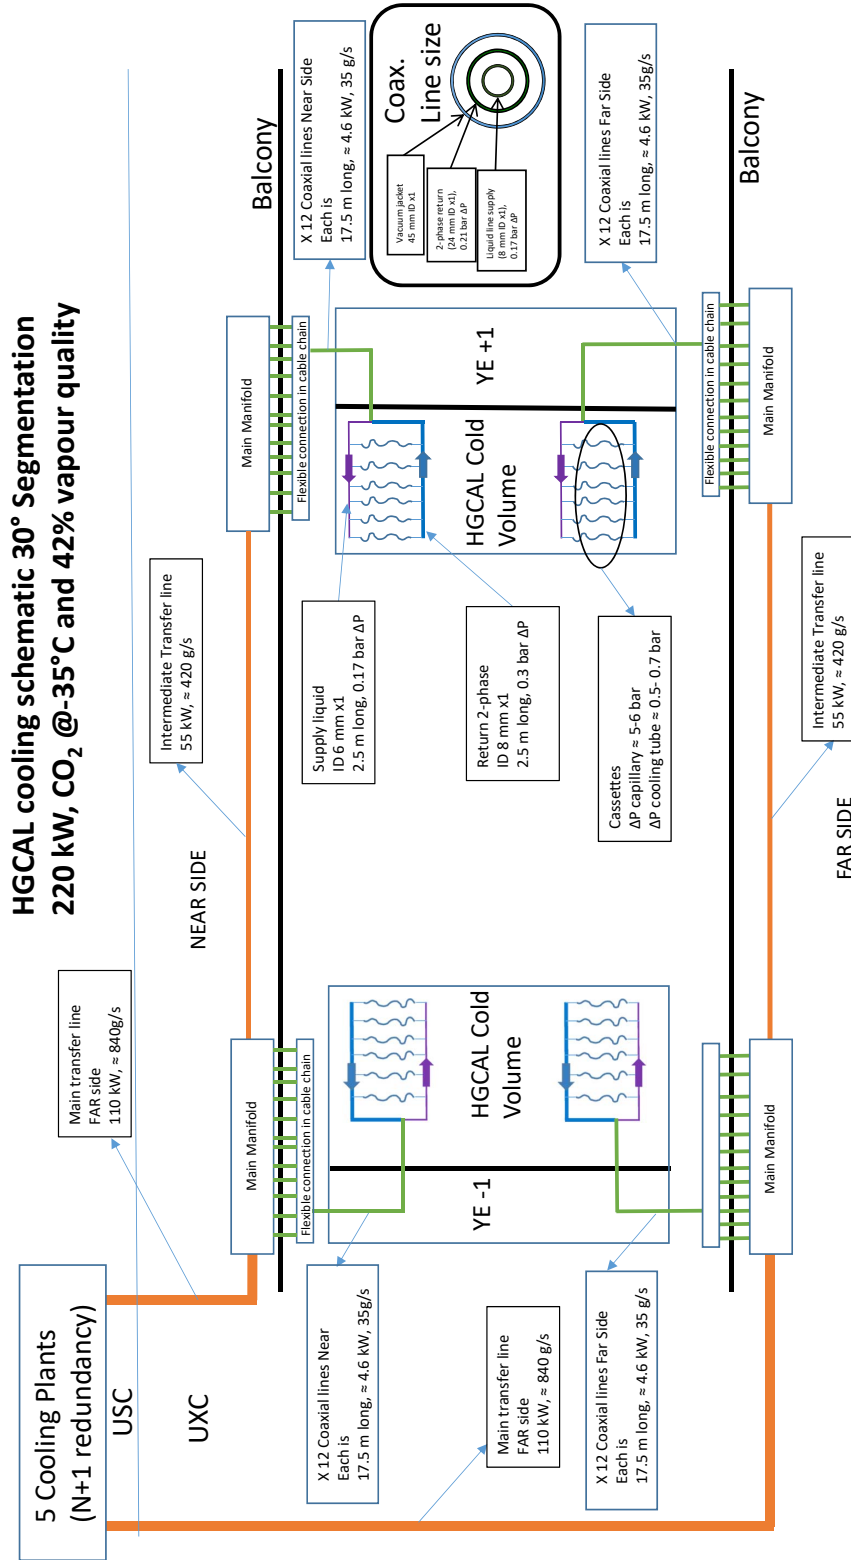 HGCAL cooling schematic 30° Segmentation
220 kW, CO₂ @-35°C and 42% vapour quality
5 Cooling Plants
(N+1 redundancy)
USC
UXC
Main transfer line
FAR side
110 kW, ≈ 840g/s
NEAR SIDE
Intermediate Transfer line
55 kW, ≈ 420 g/s
Main Manifold
Flexible connection in cable chain
Main Manifold
Flexible connection in cable chain
Balcony
X 12 Coaxial lines Near
Each is
17.5 m long, ≈ 4.6 kW, 35g/s
YE -1
HGCAL Cold
Volume
Supply liquid
ID 6 mm x1
2.5 m long, 0.17 bar ΔP
Return 2-phase
ID 8 mm x1
2.5 m long, 0.3 bar ΔP
Cassettes
ΔP capillary ≈ 5-6 bar
ΔP cooling tube ≈ 0.5- 0.7 bar
HGCAL Cold
Volume
YE +1
X 12 Coaxial lines Near Side
Each is
17.5 m long, ≈ 4.6 kW, 35 g/s
Coax.
Line size
Vacuum jacket
45 mm ID x1
2-phase return
(24 mm ID x1),
0.21 bar ΔP
Liquid line supply
(8 mm ID x1),
0.17 bar ΔP
X 12 Coaxial lines Far Side
Each is
17.5 m long, ≈ 4.6 kW, 35g/s
Main transfer line
FAR side
110 kW, ≈ 840 g/s
X 12 Coaxial lines Far Side
Each is
17.5 m long, ≈ 4.6 kW, 35 g/s
Main Manifold
Flexible connection in cable chain
Main Manifold
Balcony
Intermediate Transfer line
55 kW, ≈ 420 g/s
FAR SIDE